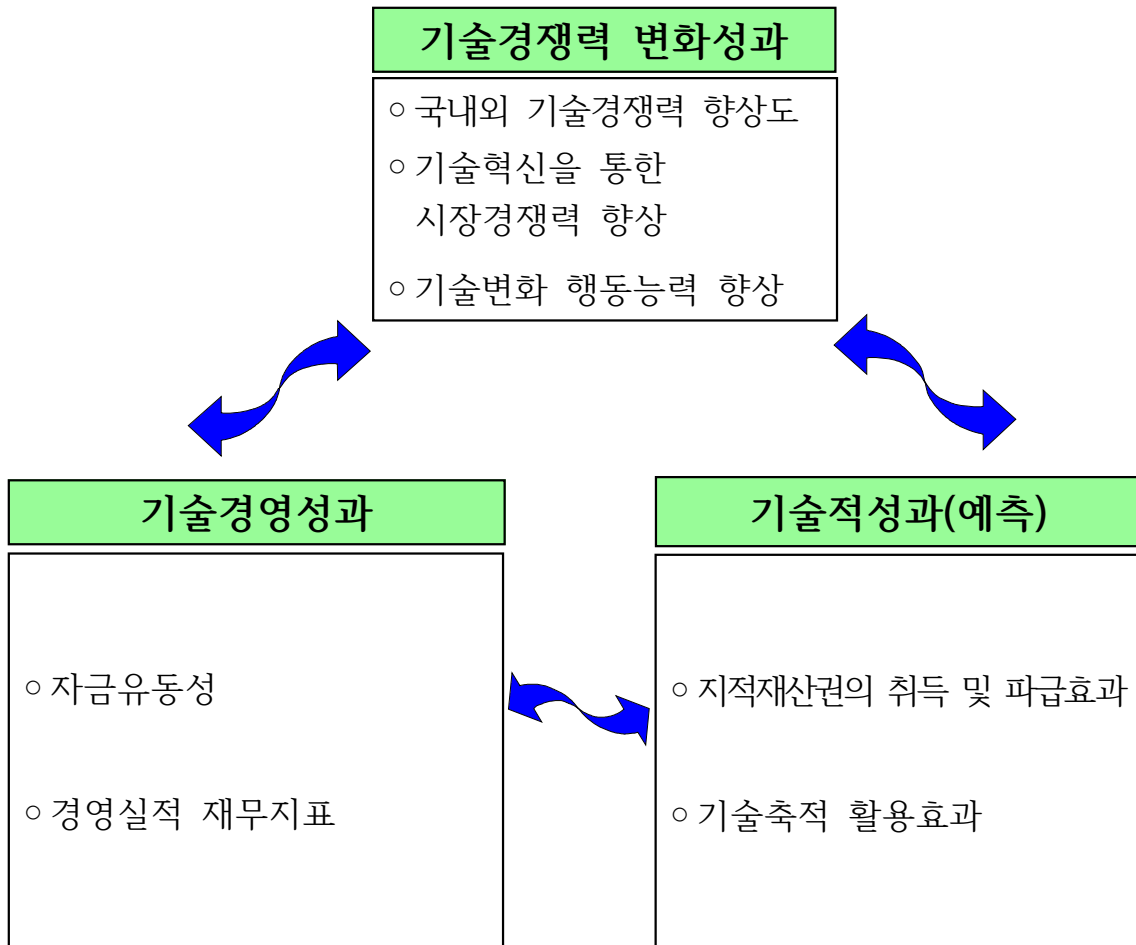 기술경쟁력 변화성과
○ 국내외 기술경쟁력 향상도
○ 기술혁신을 통한
시장경쟁력 향상
○ 기술변화 행동능력 향상
기술경영성과
○ 자금유동성
○ 경영실적 재무지표
기술적성과(예측)
○ 지적재산권의 취득 및 파급효과
○ 기술축적 활용효과